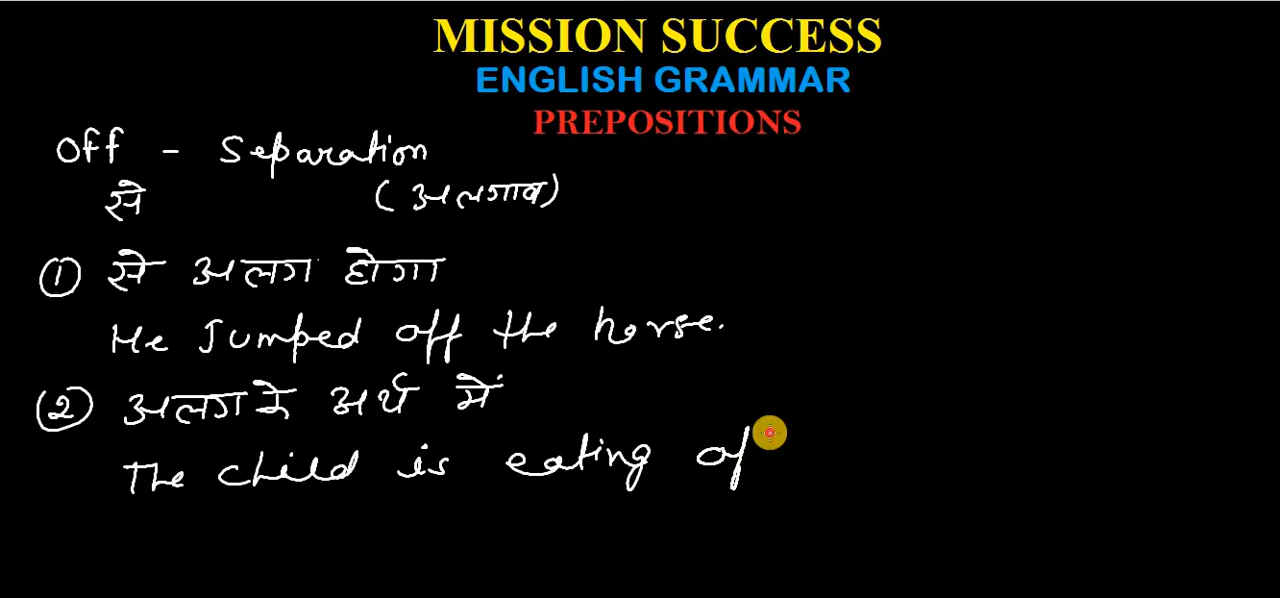 MISSION SUCCESS
ENGLISH GRAMMAR
PREPOSITIONS
Off - Separation
से (अलगाव)
① से अलग होगा
He Jumped off the horse.
② अलग के अर्थ में
The child is eating of